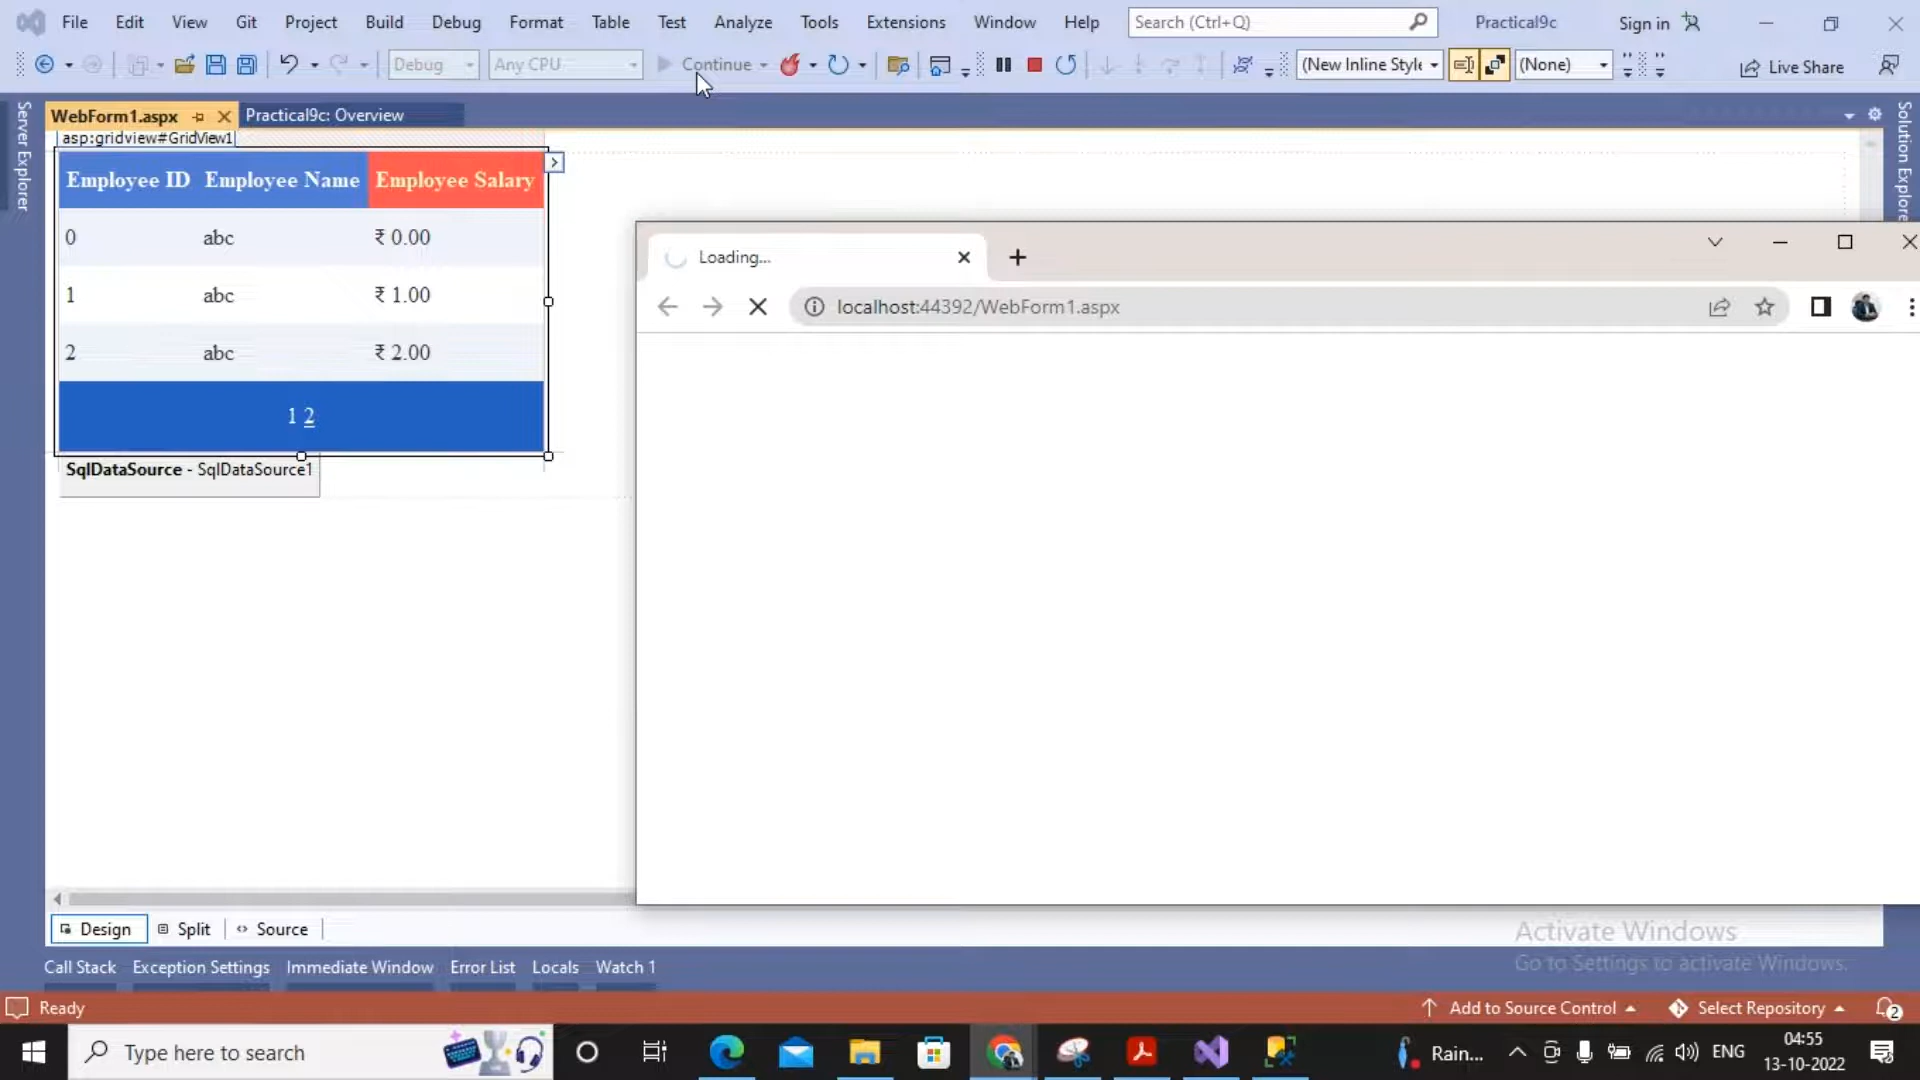 File Edit View Git Project Build Debug Format Table Test Analyze Tools Extensions Window Help Search (Ctrl+Q) Practical9c Sign in
Debug Any CPU Continue (New Inline Style (None) Live Share
Server Explorer
Solution Explore
WebForm1.aspx Practical9c: Overview
asp:gridview#GridView1
Employee ID Employee Name Employee Salary
0 abc ₹ 0.00
1 abc ₹ 1.00
2 abc ₹ 2.00
1 2
SqlDataSource - SqlDataSource1
Loading...
localhost:44392/WebForm1.aspx
Design Split Source
Activate Windows
Go to Settings to activate Windows.
Call Stack Exception Settings Immediate Window Error List Locals Watch 1
Ready Add to Source Control Select Repository 2
Type here to search Rain... ENG 04:55
13-10-2022